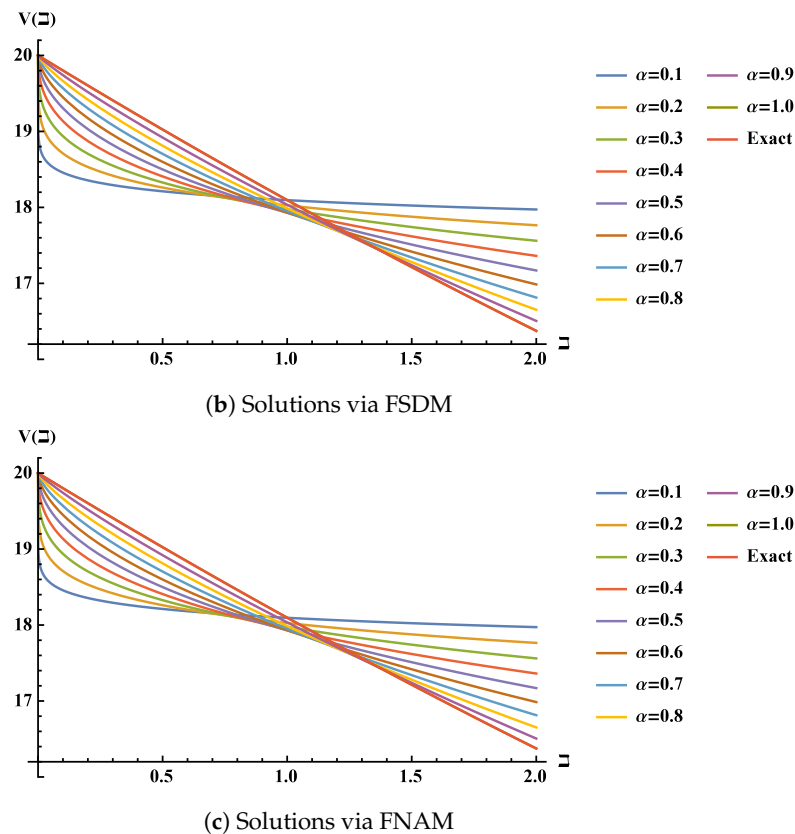 V(ℶ)
20
19
18
17
0.5 1.0 1.5 2.0 ℶ
α=0.1 α=0.9
α=0.2 α=1.0
α=0.3 Exact
α=0.4
α=0.5
α=0.6
α=0.7
α=0.8
(b) Solutions via FSDM
V(ℶ)
20
19
18
17
0.5 1.0 1.5 2.0 ℶ
α=0.1 α=0.9
α=0.2 α=1.0
α=0.3 Exact
α=0.4
α=0.5
α=0.6
α=0.7
α=0.8
(c) Solutions via FNAM